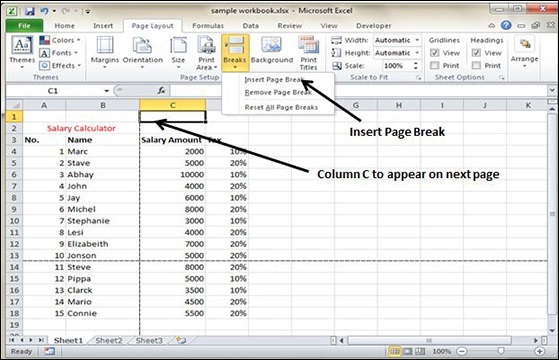 sample workbook.xlsx - Microsoft Excel
File Home Insert Page Layout Formulas Data Review View
Themes Margins Orientation Size Print Area Breaks Background Print Titles
Width: Automatic
Height: Automatic
Scale: 100%
Gridlines Headings
View View
Print Print
Arrange
Themes Page Setup Scale to Fit Sheet Options
Insert Page Break
Remove Page Break
Reset All Page Breaks
C1
A B C D E F G H I J K
1
2 Salary Calculator
3 No. Name Salary Amount Tax
4 1 Marc 2000 10%
5 2 Stave 5000 20%
6 3 Abhay 10000 10%
7 4 John 4000 20%
8 5 Jay 6000 10%
9 6 Michel 8000 20%
10 7 Stephanie 3000 10%
11 8 Lesi 4000 20%
12 9 Elizabeith 7000 20%
13 10 Jonson 5000 20%
14 11 Steve 8000 10%
15 12 Pippa 5000 10%
16 13 Clarck 3500 10%
17 14 Mario 4500 20%
18 15 Connie 5500 20%
Insert Page Break
Column C to appear on next page
Sheet1 Sheet2 Sheet3
Ready 100%